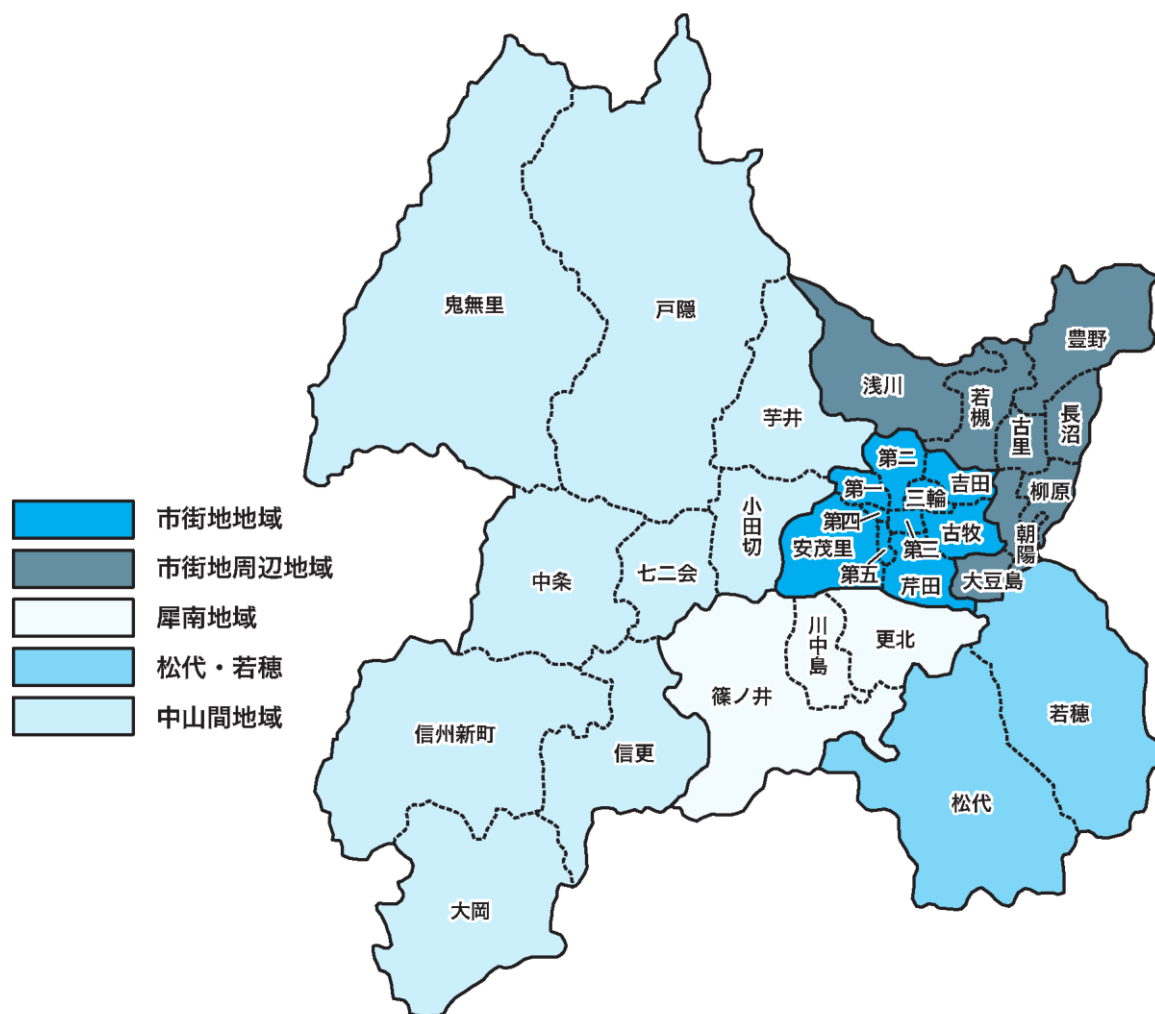 鬼無里
戸隠
豊野
浅川
若槻
芋井
長沼
古里
第二
吉田
柳原
第一
三輪
小田切
第四
第三
古牧
朝陽
安茂里
第五
芹田
大豆島
中条
七二会
川中島
更北
篠ノ井
若穂
信州新町
信更
松代
大岡
市街地地域
市街地周辺地域
犀南地域
松代・若穂
中山間地域